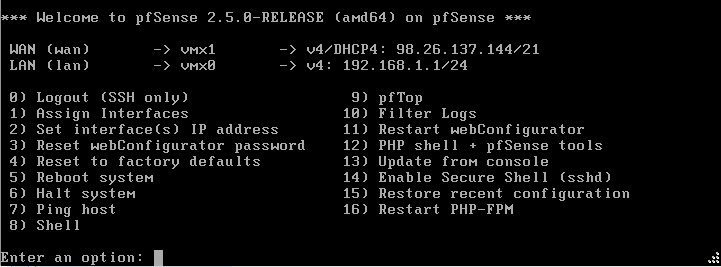 *** Welcome to pfSense 2.5.0-RELEASE (amd64) on pfSense ***
WAN (wan) -> vmx1 -> v4/DHCP4: 98.26.137.144/21
LAN (lan) -> vmx0 -> v4: 192.168.1.1/24
0) Logout (SSH only) 9) pfTop
1) Assign Interfaces 10) Filter Logs
2) Set interface(s) IP address 11) Restart webConfigurator
3) Reset webConfigurator password 12) PHP shell + pfSense tools
4) Reset to factory defaults 13) Update from console
5) Reboot system 14) Enable Secure Shell (sshd)
6) Halt system 15) Restore recent configuration
7) Ping host 16) Restart PHP-FPM
8) Shell
Enter an option: